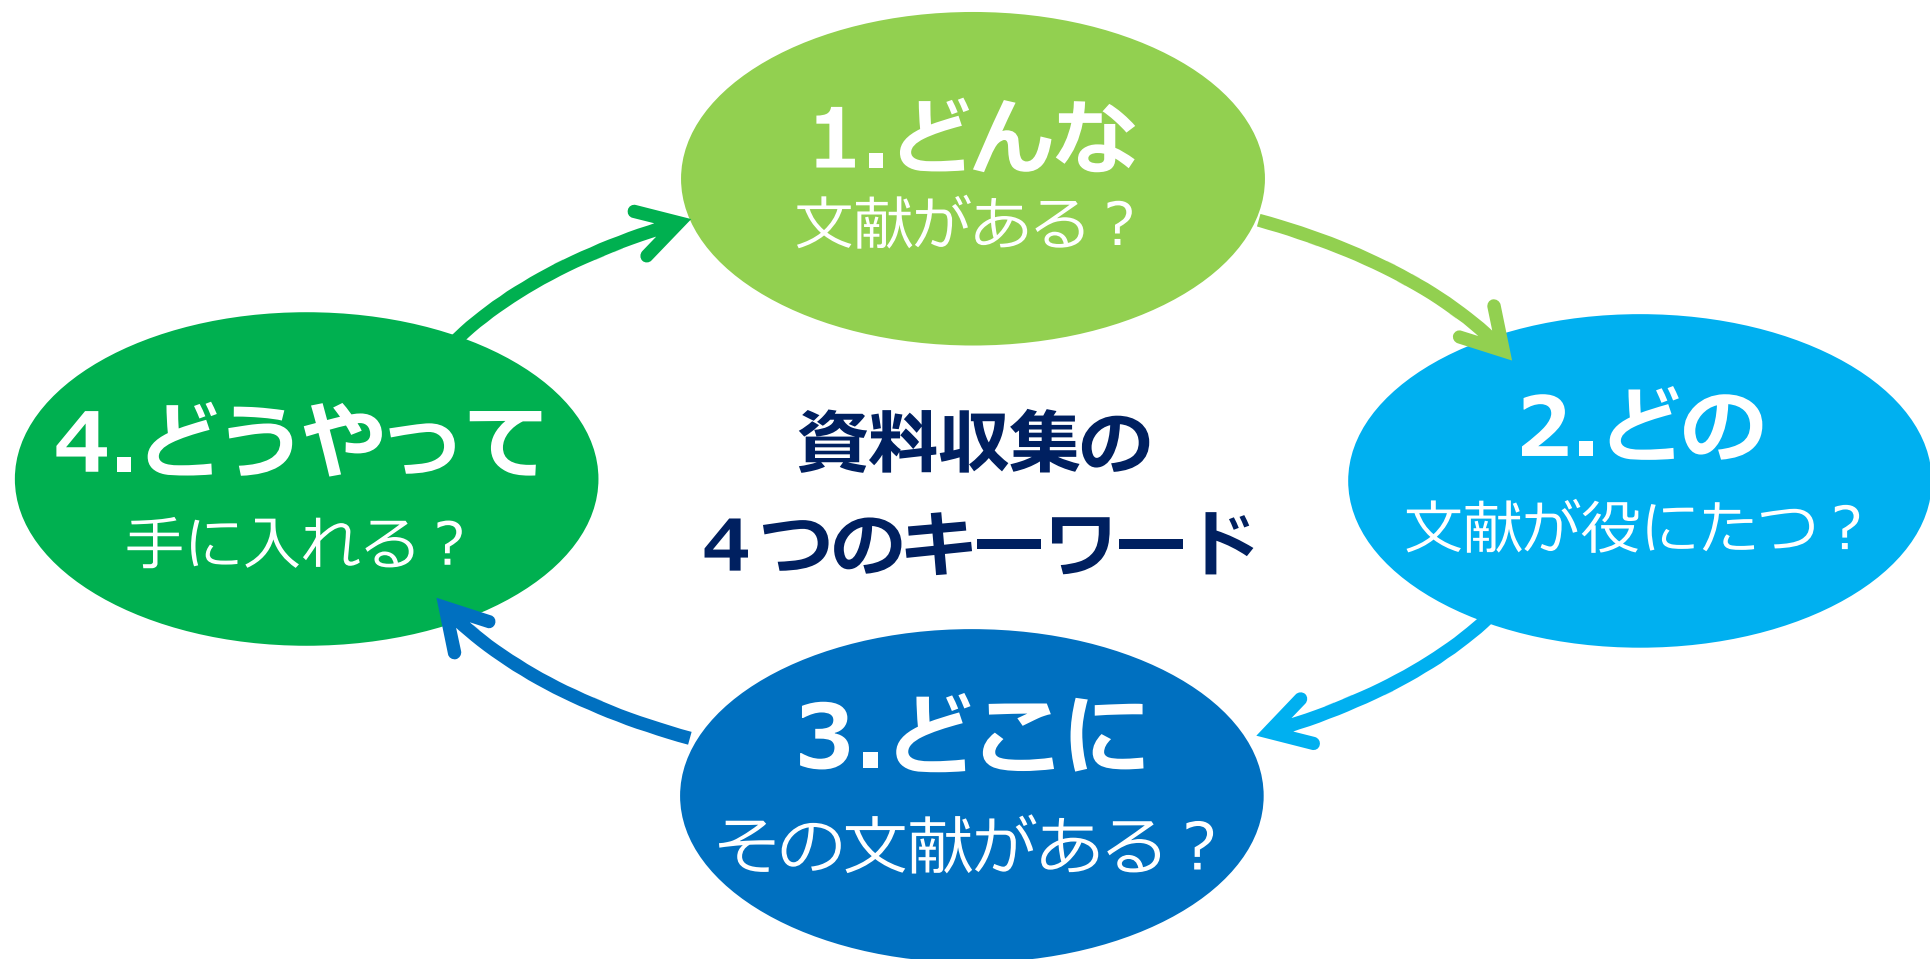 1.どんな
文献がある？
2.どの
文献が役にたつ？
3.どこに
その文献がある？
4.どうやって
手に入れる？
資料収集の
４つのキーワード